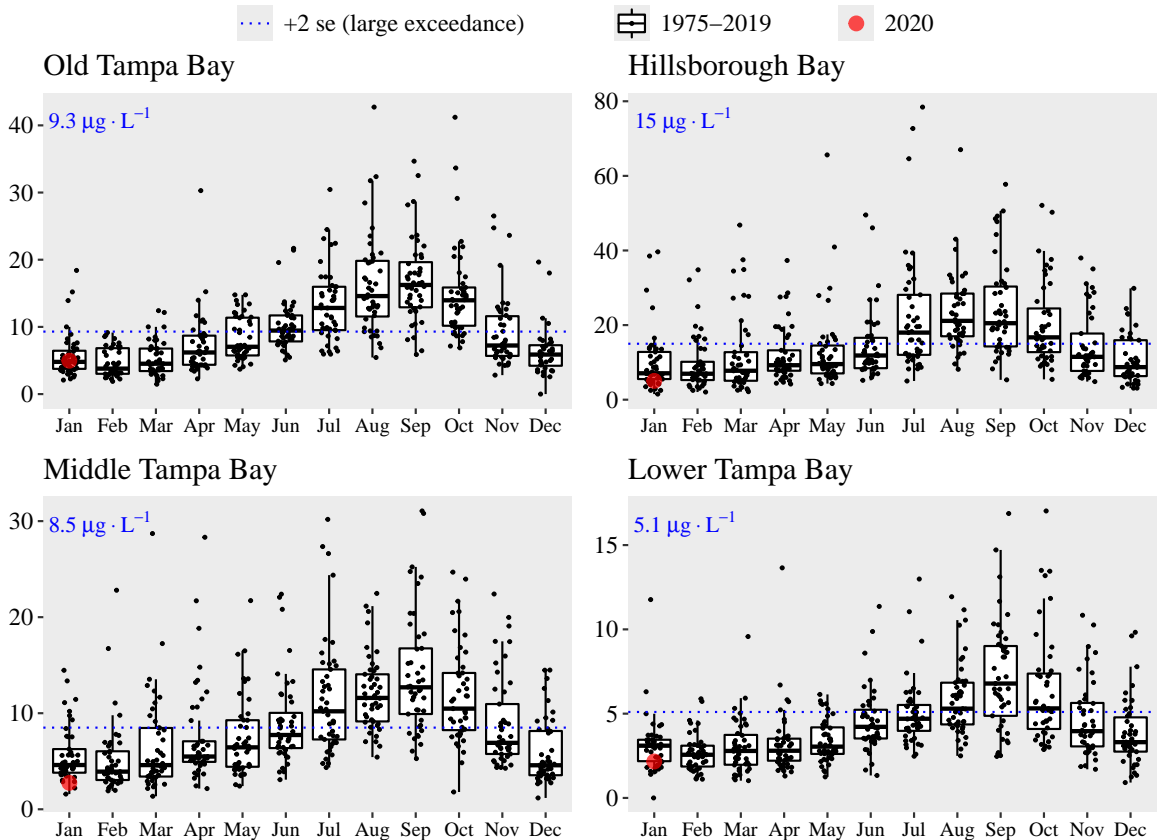 +2 se (large exceedance) 1975–2019 2020
Old Tampa Bay
9.3 μg · L⁻¹
40
30
20
10
0
Jan Feb Mar Apr May Jun Jul Aug Sep Oct Nov Dec
Hillsborough Bay
15 μg · L⁻¹
80
60
40
20
0
Jan Feb Mar Apr May Jun Jul Aug Sep Oct Nov Dec
Middle Tampa Bay
8.5 μg · L⁻¹
30
20
10
0
Jan Feb Mar Apr May Jun Jul Aug Sep Oct Nov Dec
Lower Tampa Bay
5.1 μg · L⁻¹
15
10
5
0
Jan Feb Mar Apr May Jun Jul Aug Sep Oct Nov Dec